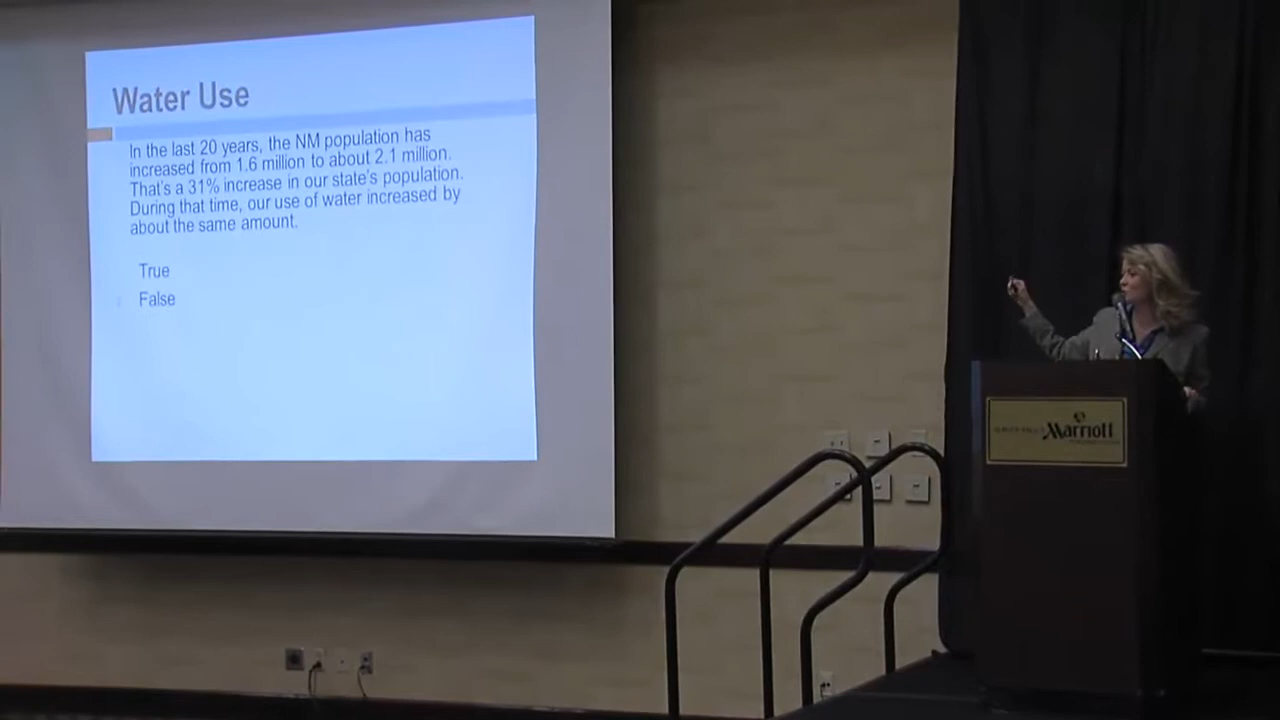 Water Use
In the last 20 years, the NM population has
increased from 1.6 million to about 2.1 million.
That's a 31% increase in our state's population.
During that time, our use of water increased by
about the same amount.
True
False
Marriott